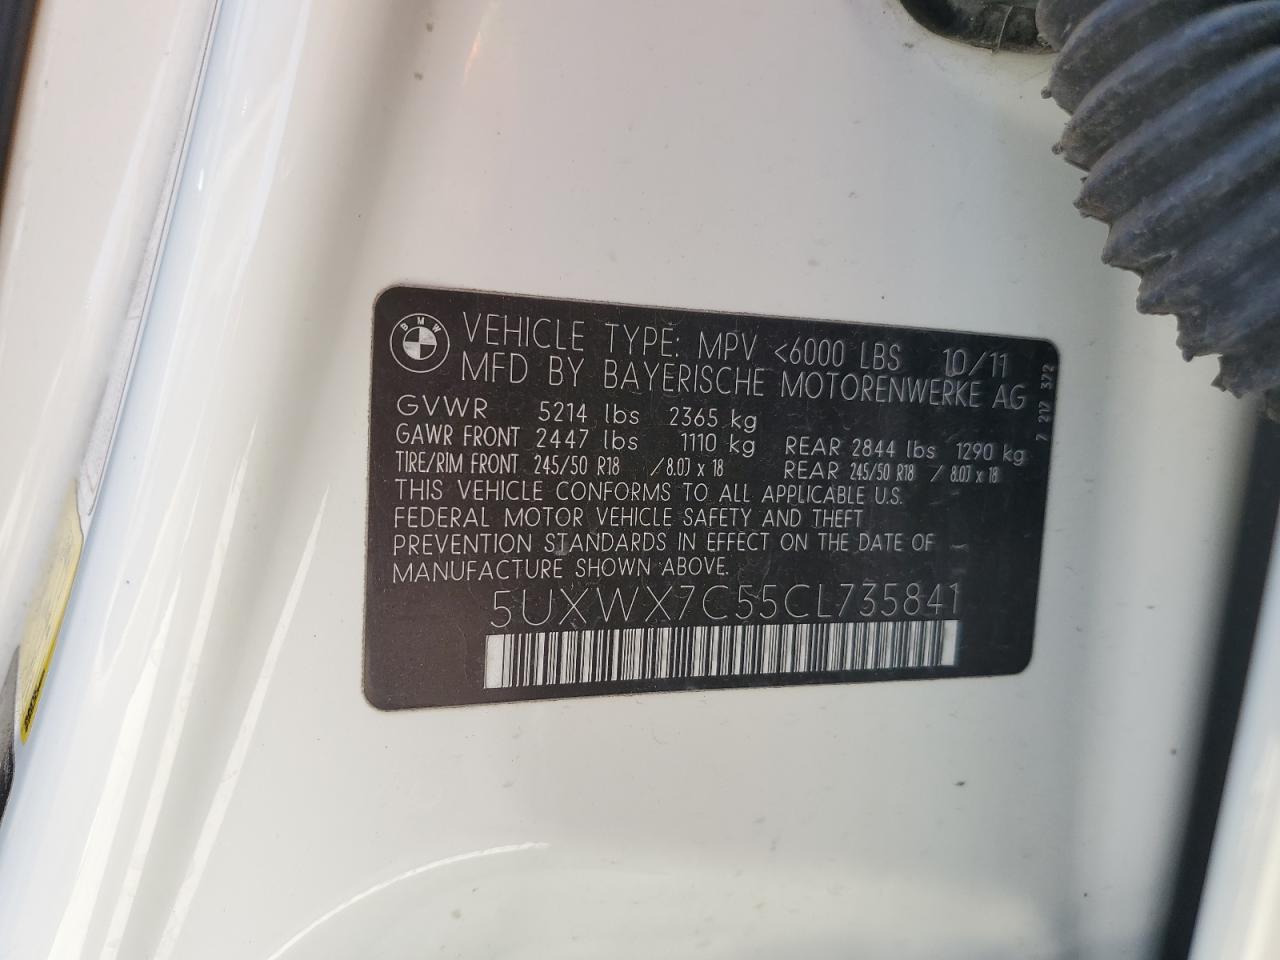 BMW
VEHICLE TYPE: MPV <6000 LBS 10/11
MFD BY BAYERISCHE MOTORENWERKE AG
GVWR 5214 lbs 2365 kg
GAWR FRONT 2447 lbs 1110 kg REAR 2844 lbs 1290 kg
TIRE/RIM FRONT 245/50 R18 / 8.0J x 18 REAR 245/50 R18 / 8.0J x 18
THIS VEHICLE CONFORMS TO ALL APPLICABLE U.S.
FEDERAL MOTOR VEHICLE SAFETY AND THEFT
PREVENTION STANDARDS IN EFFECT ON THE DATE OF
MANUFACTURE SHOWN ABOVE.
5UXWX7C55CL735841
7 217 372